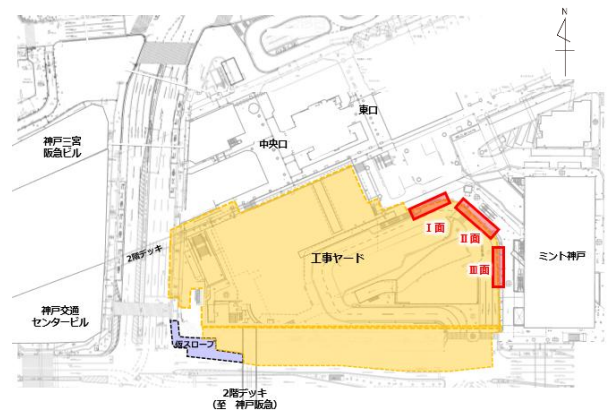 N
東口
中央口
神戸三宮
阪急ビル
Ⅰ面
Ⅱ面
Ⅲ面
2階デッキ
工事ヤード
ミント神戸
神戸交通
センタービル
仮スロープ
2階デッキ
(至 神戸阪急)